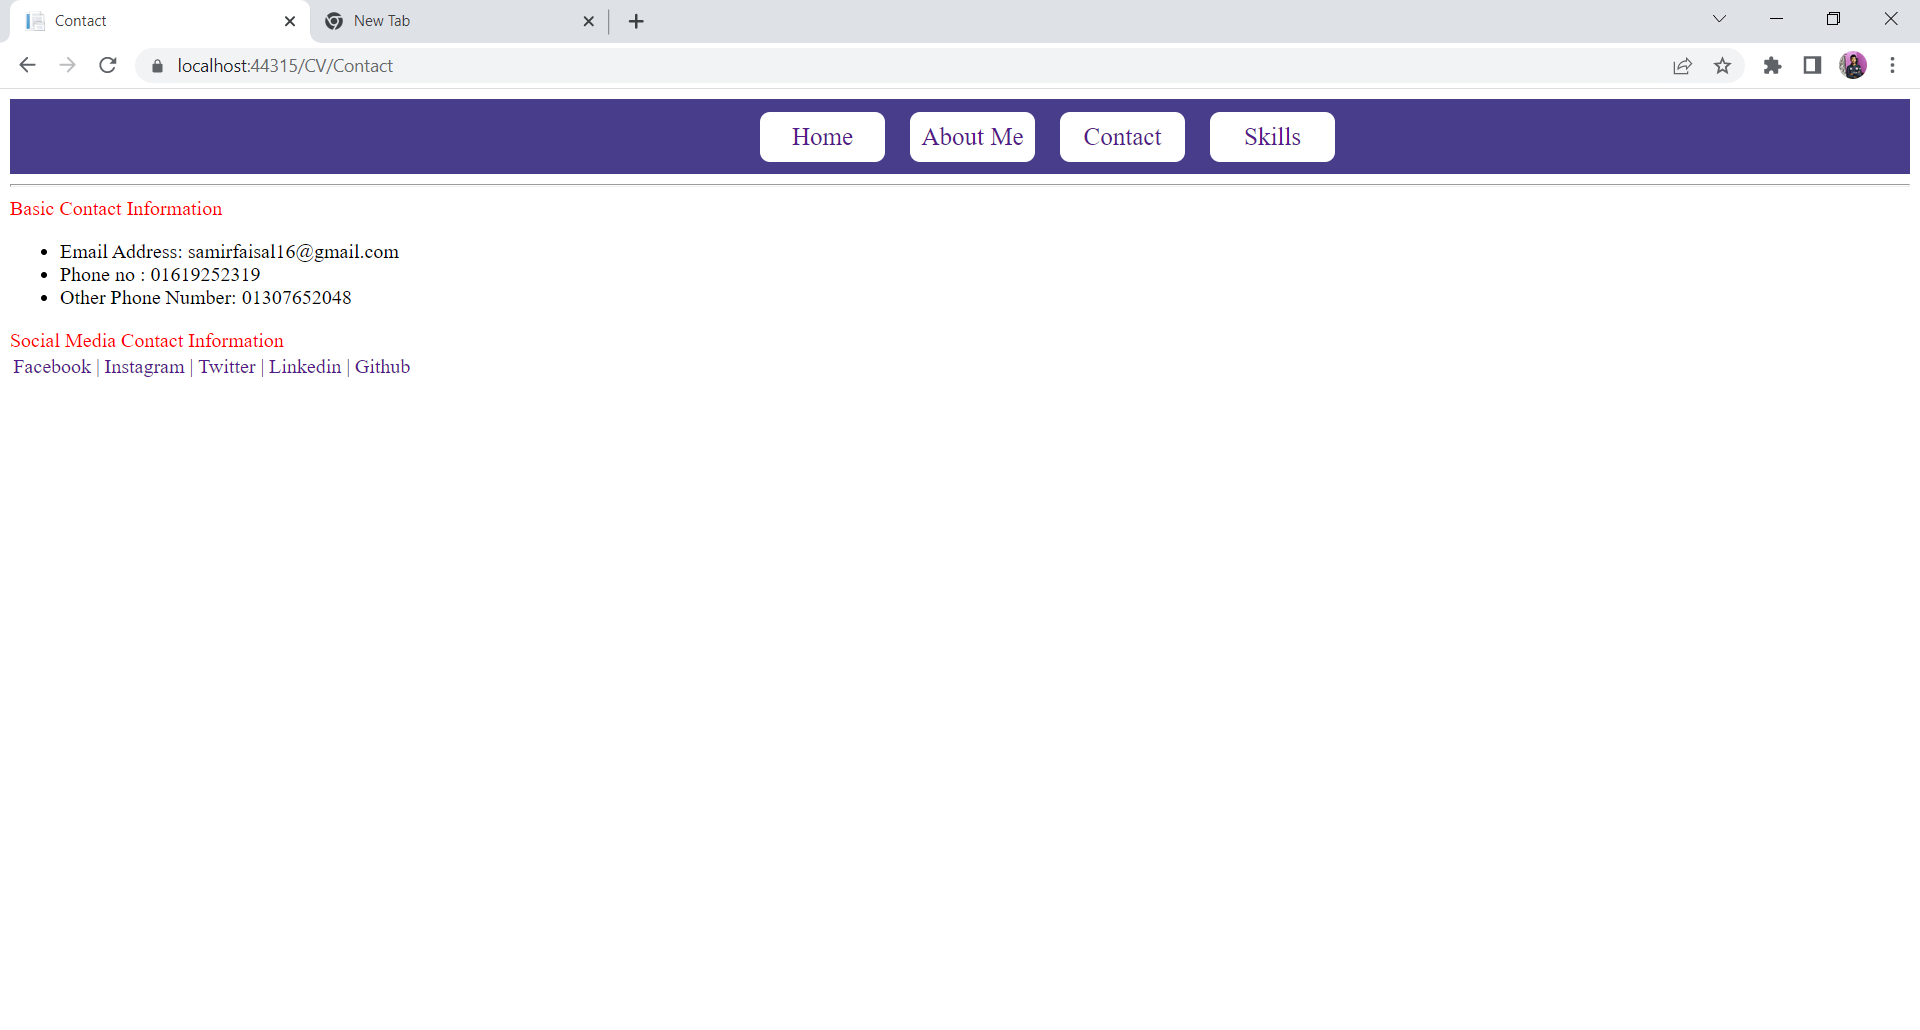 Contact
New Tab
localhost:44315/CV/Contact
Home About Me Contact Skills
Basic Contact Information
• Email Address: samirfaisal16@gmail.com
• Phone no : 01619252319
• Other Phone Number: 01307652048
Social Media Contact Information
Facebook | Instagram | Twitter | Linkedin | Github